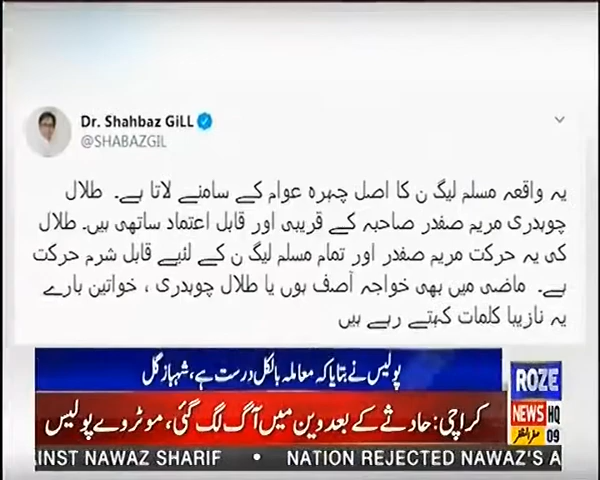 Dr. Shahbaz GiLL
@SHABAZGIL
یہ واقعہ مسلم لیگ ن کا اصل چہرہ عوام کے سامنے لاتا ہے۔ طلال
چوہدری مریم صفدر صاحبہ کے قریبی اور قابل اعتماد ساتھی ہیں۔ طلال
کی یہ حرکت مریم صفدر اور تمام مسلم لیگ ن کے لئیے قابل شرم حرکت
ہے۔ ماضی میں بھی خواجہ آصف ہوں یا طلال چوہدری ، خواتین بارے
یہ نازیبا کلمات کہتے رہے ہیں
پولیس نے بتایا کہ معاملہ بالکل درست ہے، شہباز گل
ROZE
کراچی: حادثے کے بعد وین میں آگ لگ گئی، موٹروے پولیس
NEWS HQ
09
AINST NAWAZ SHARIF • NATION REJECTED NAWAZ'S A